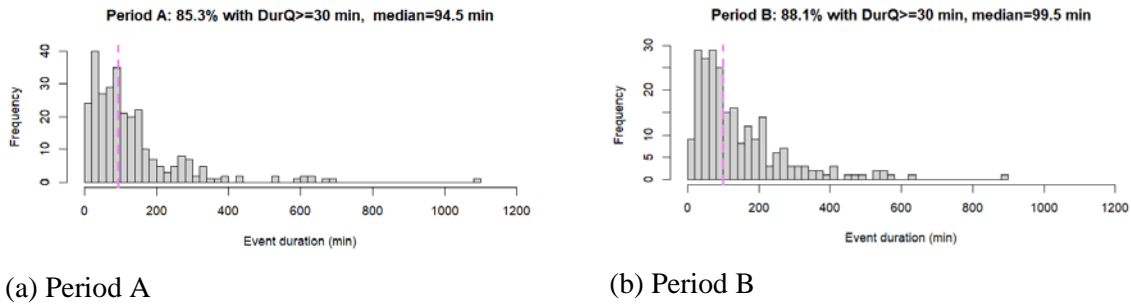 Period A: 85.3% with DurQ>=30 min, median=94.5 min
Frequency
40
30
20
10
0
0 200 400 600 800 1000 1200
Event duration (min)
(a) Period A
Period B: 88.1% with DurQ>=30 min, median=99.5 min
Frequency
30
20
10
5
0
0 200 400 600 800 1000 1200
Event duration (min)
(b) Period B